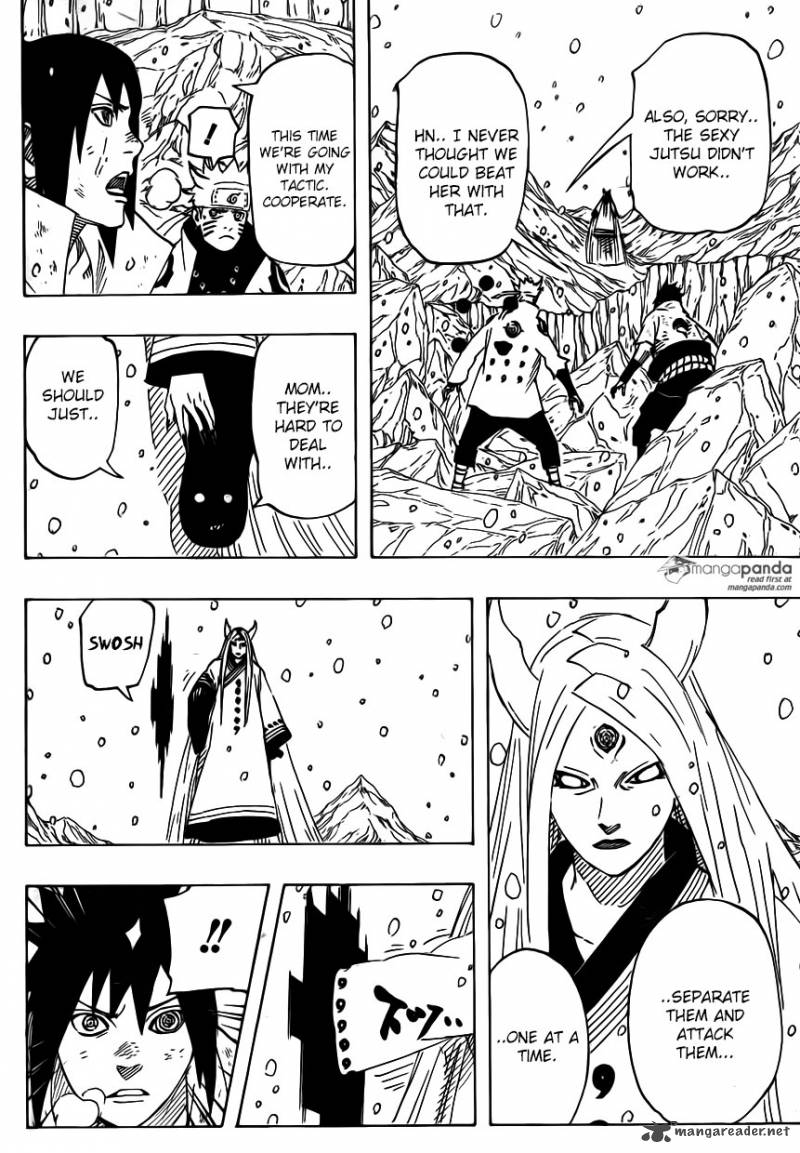 ALSO, SORRY..
THE SEXY
JUTSU DIDN'T
WORK..
HN.. I NEVER
THOUGHT WE
COULD BEAT
HER WITH
THAT.
THIS TIME
WE'RE GOING
WITH MY
TACTIC.
COOPERATE.
!
MOM..
THEY'RE
HARD TO
DEAL
WITH..
WE
SHOULD
JUST..
mangapanda
read first at
mangapanda.com
..SEPARATE
THEM AND
ATTACK
THEM...
..ONE AT A
TIME.
SWOSH
ズブ..
!!
mangareader.net